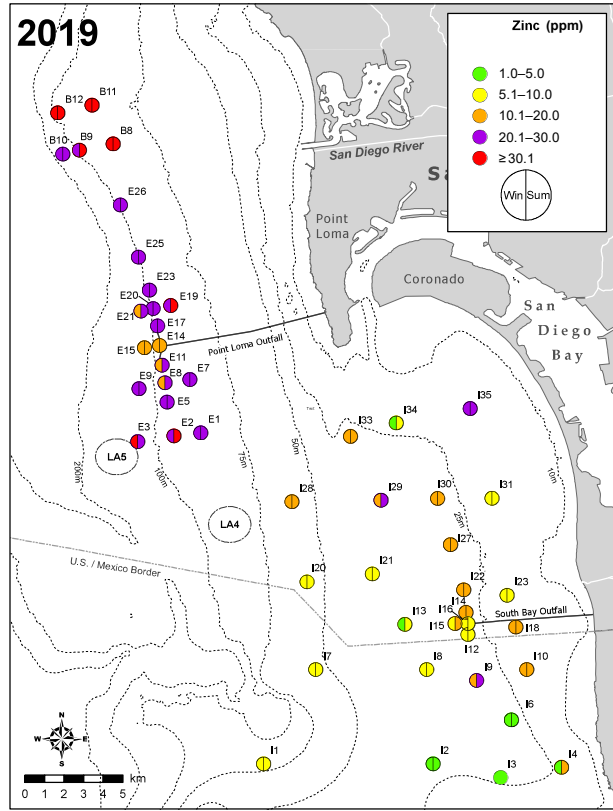 2019
Zinc (ppm)
1.0–5.0
5.1–10.0
10.1–20.0
20.1–30.0
≥30.1
Win Sum
B12
B11
B10
B9
B8
San Diego River
Sa
Point
Loma
Coronado
San
Diego
Bay
E26
E25
E23
E20
E19
E21
E17
E14
E15
Point Loma Outfall
E11
E9
E8
E7
E5
E3
E2
E1
LA5
LA4
200m
100m
75m
50m
25m
10m
I35
I34
I33
I28
I29
I30
I31
I27
U.S. / Mexico Border
I20
I21
I22
I23
I14
I16
I13
I15
I18
South Bay Outfall
I12
I7
I8
I9
I10
I6
I1
I2
I3
I4
N
W E
S
0 1 2 3 4 5
km